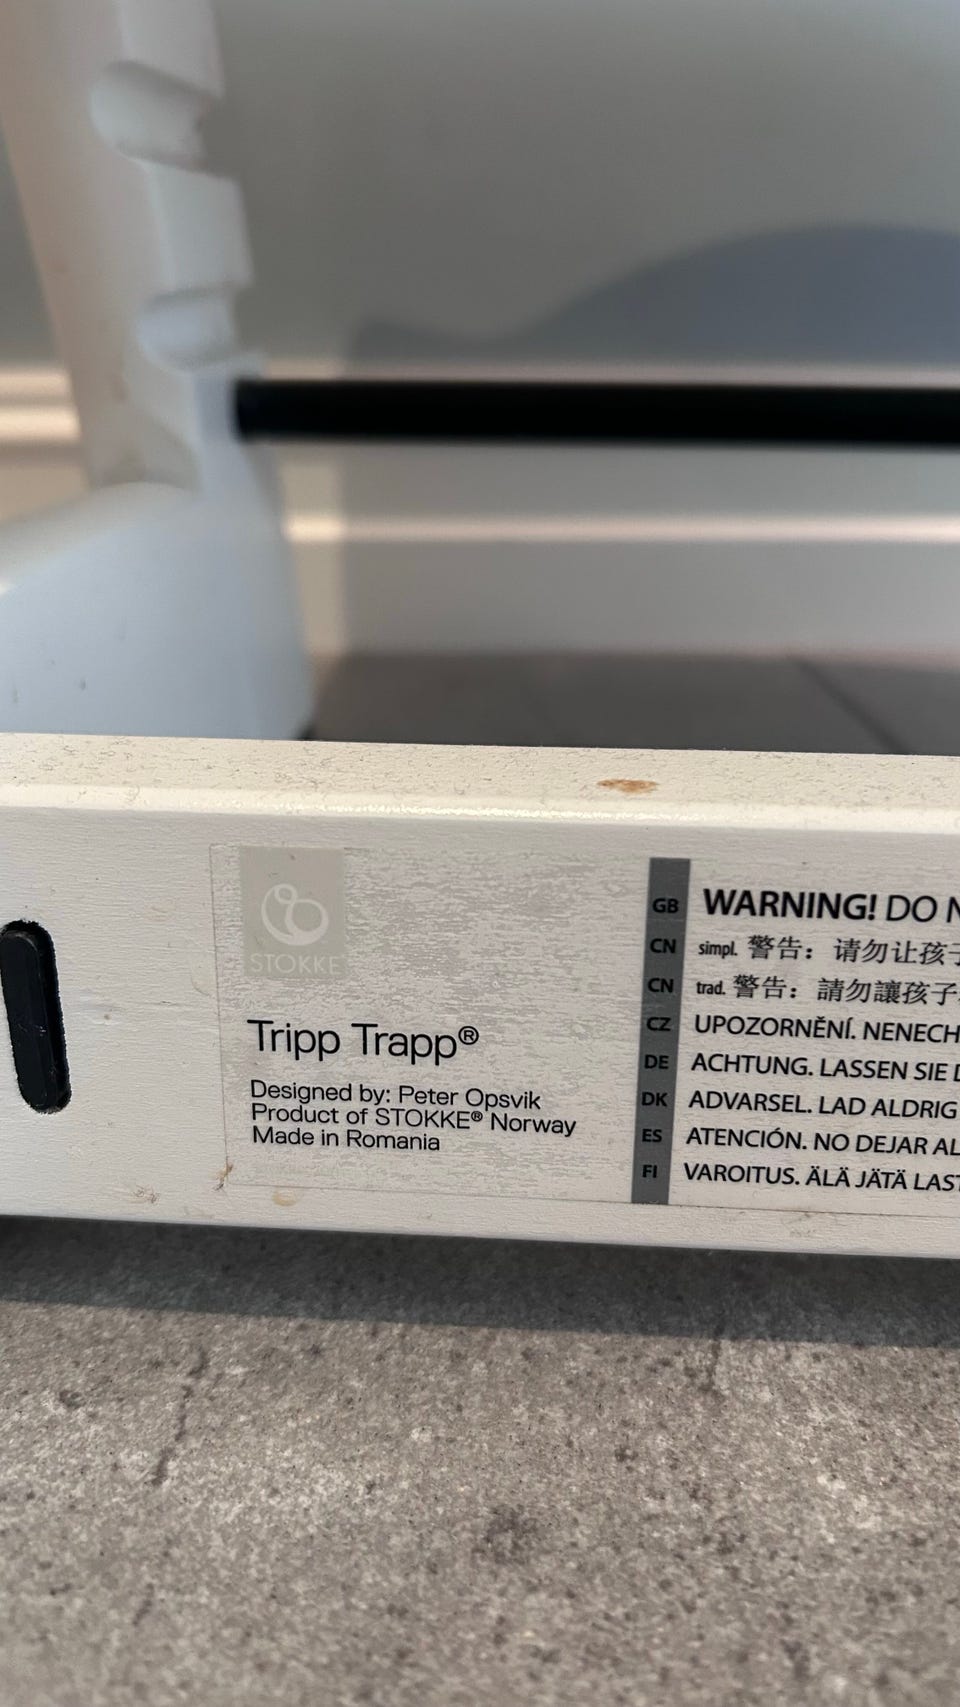 STOKKE
Tripp Trapp®
Designed by: Peter Opsvik
Product of STOKKE® Norway
Made in Romania
GB WARNING! DO
CN simpl. 警告：请勿让孩子
CN trad. 警告：請勿讓孩子
CZ UPOZORNĚNÍ. NENECH
DE ACHTUNG. LASSEN SIE
DK ADVARSEL. LAD ALDRIG
ES ATENCIÓN. NO DEJAR AL
FI VAROITUS. ÄLÄ JÄTÄ LAST